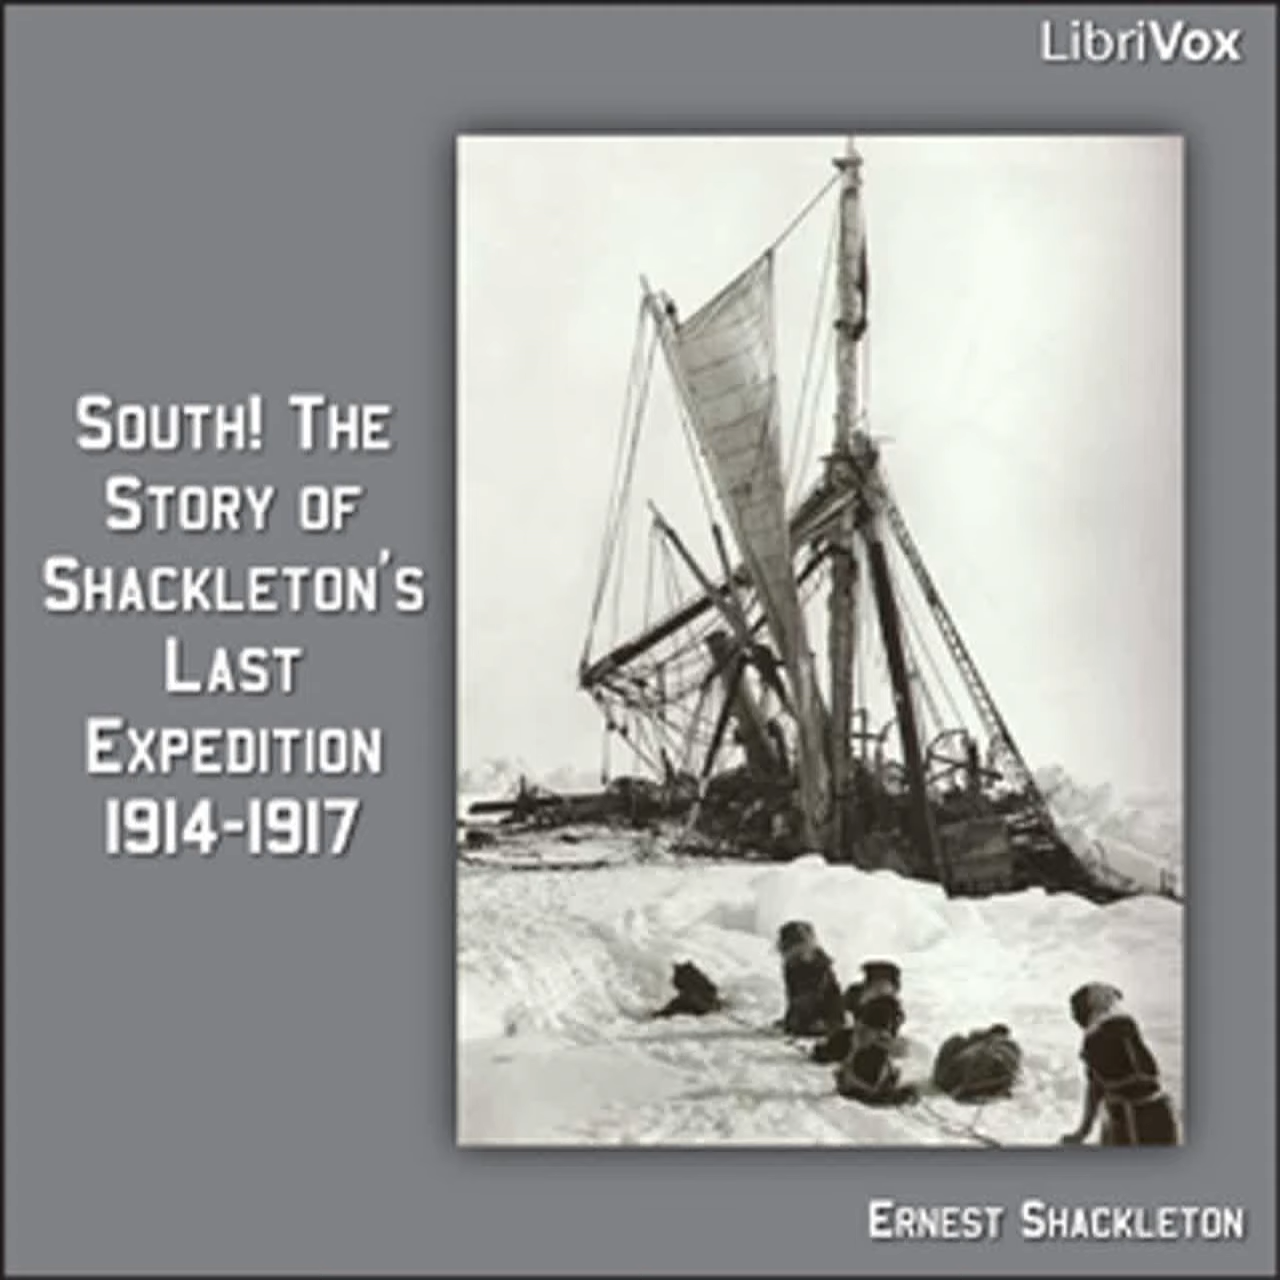 LibriVox
South! The
Story of
Shackleton's
Last
Expedition
1914-1917
Ernest Shackleton